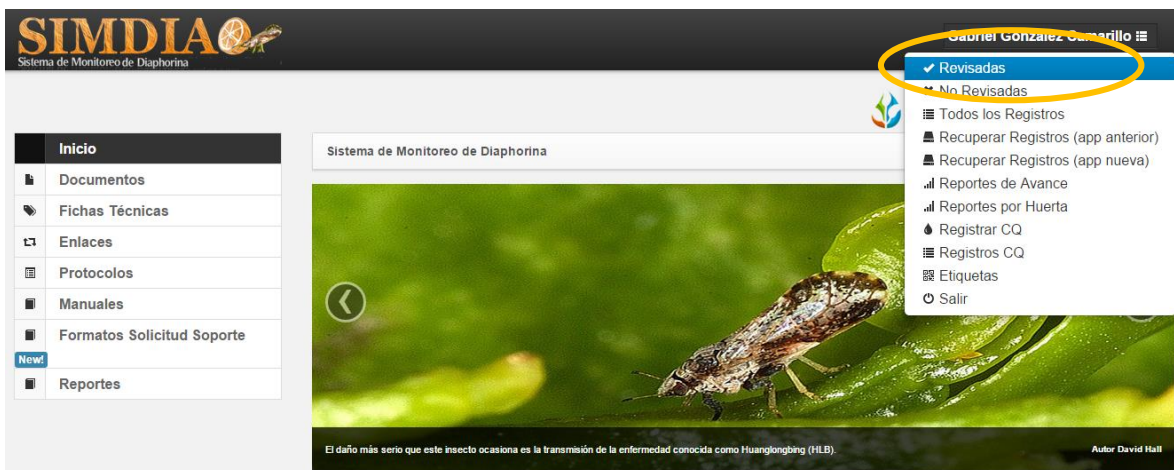 SIMDIA
Sistema de Monitoreo de Diaphorina
Gabriel González Camarillo
Revisadas
No Revisadas
Todos los Registros
Recuperar Registros (app anterior)
Recuperar Registros (app nueva)
Reportes de Avance
Reportes por Huerta
Registrar CQ
Registros CQ
Etiquetas
Salir
Inicio
Documentos
Fichas Técnicas
Enlaces
Protocolos
Manuales
Formatos Solicitud Soporte
New!
Reportes
Sistema de Monitoreo de Diaphorina
El daño más serio que este insecto ocasiona es la transmisión de la enfermedad conocida como Huanglongbing (HLB).
Autor David Hall